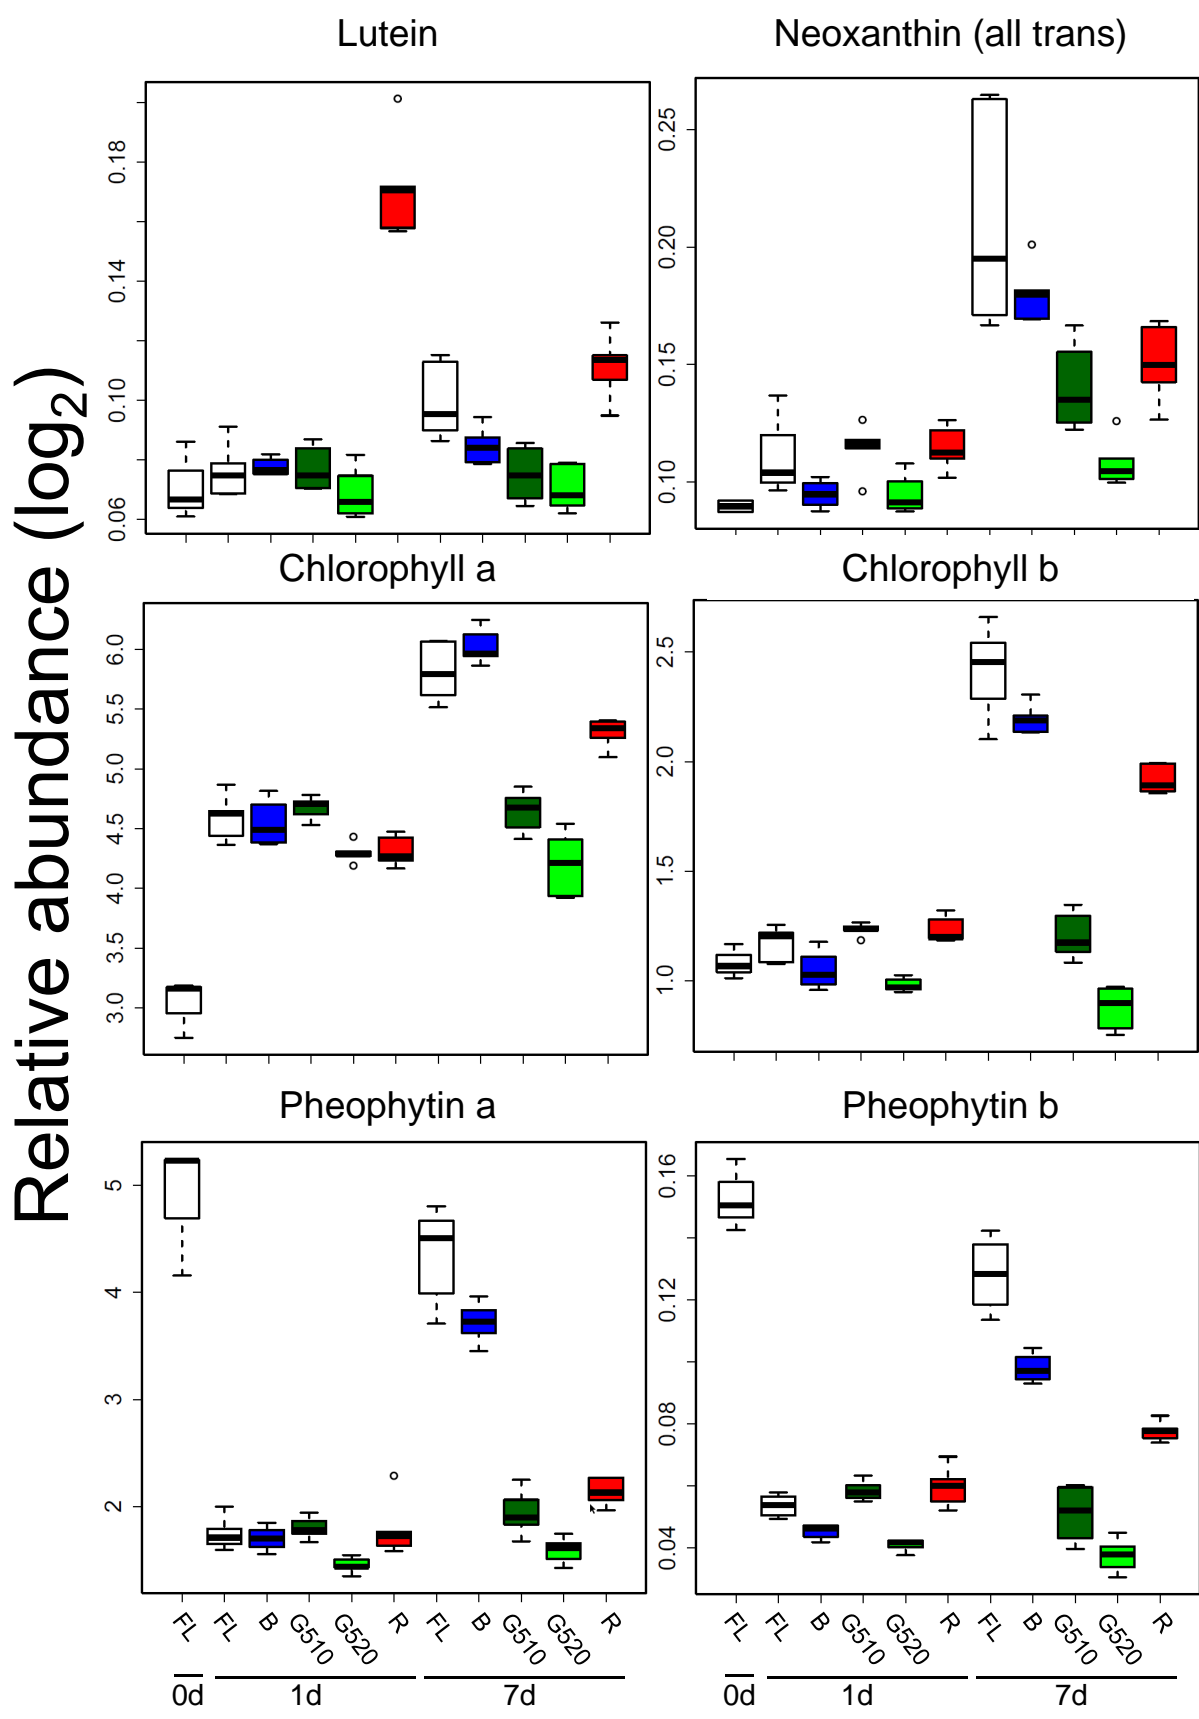 Lutein
Neoxanthin (all trans)
0.06 0.10 0.14 0.18
0.10 0.15 0.20 0.25
Relative abundance (log2)
Chlorophyll a
Chlorophyll b
3.0 3.5 4.0 4.5 5.0 5.5 6.0
1.0 1.5 2.0 2.5
Pheophytin a
Pheophytin b
2 3 4 5
0.04 0.08 0.12 0.16
FL FL B G510 G520 R FL B G510 G520 R
FL FL B G510 G520 R FL B G510 G520 R
0d 1d 7d
0d 1d 7d